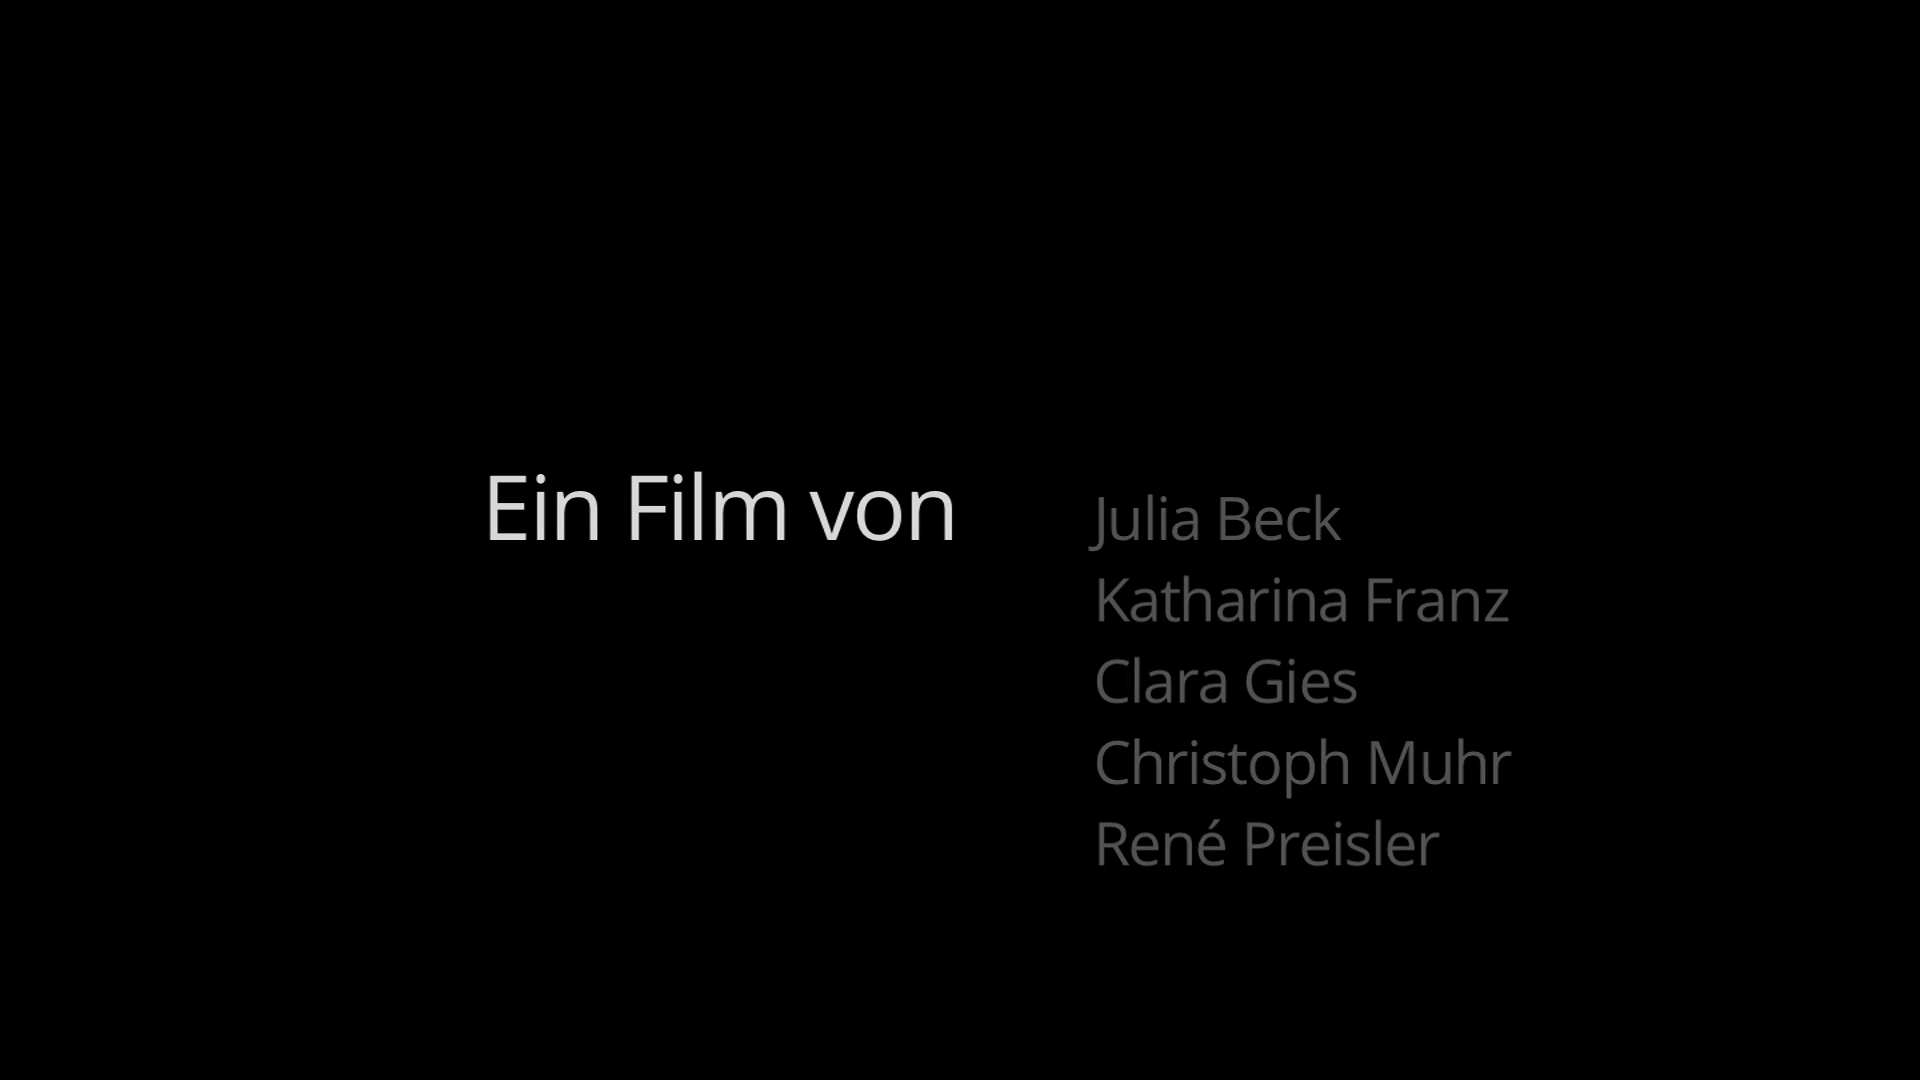 Ein Film von
Julia Beck
Katharina Franz
Clara Gies
Christoph Muhr
René Preisler